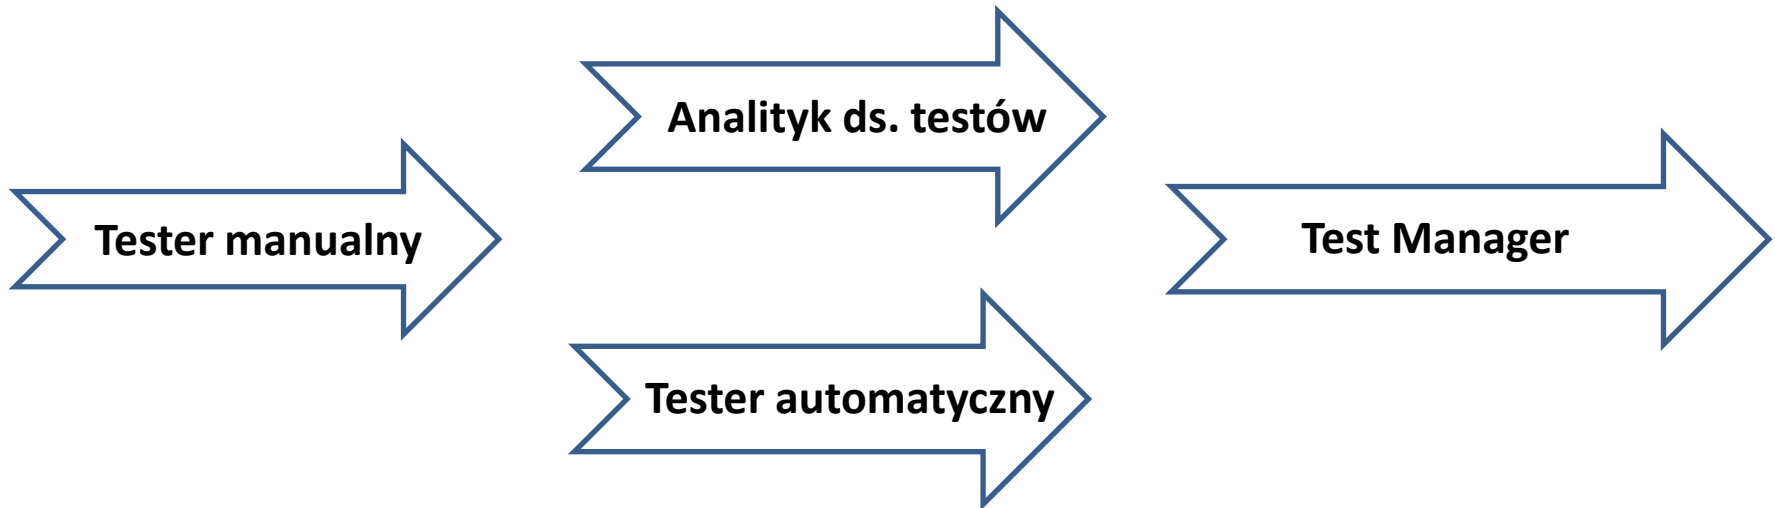 Tester manualny
Analityk ds. testów
Tester automatyczny
Test Manager